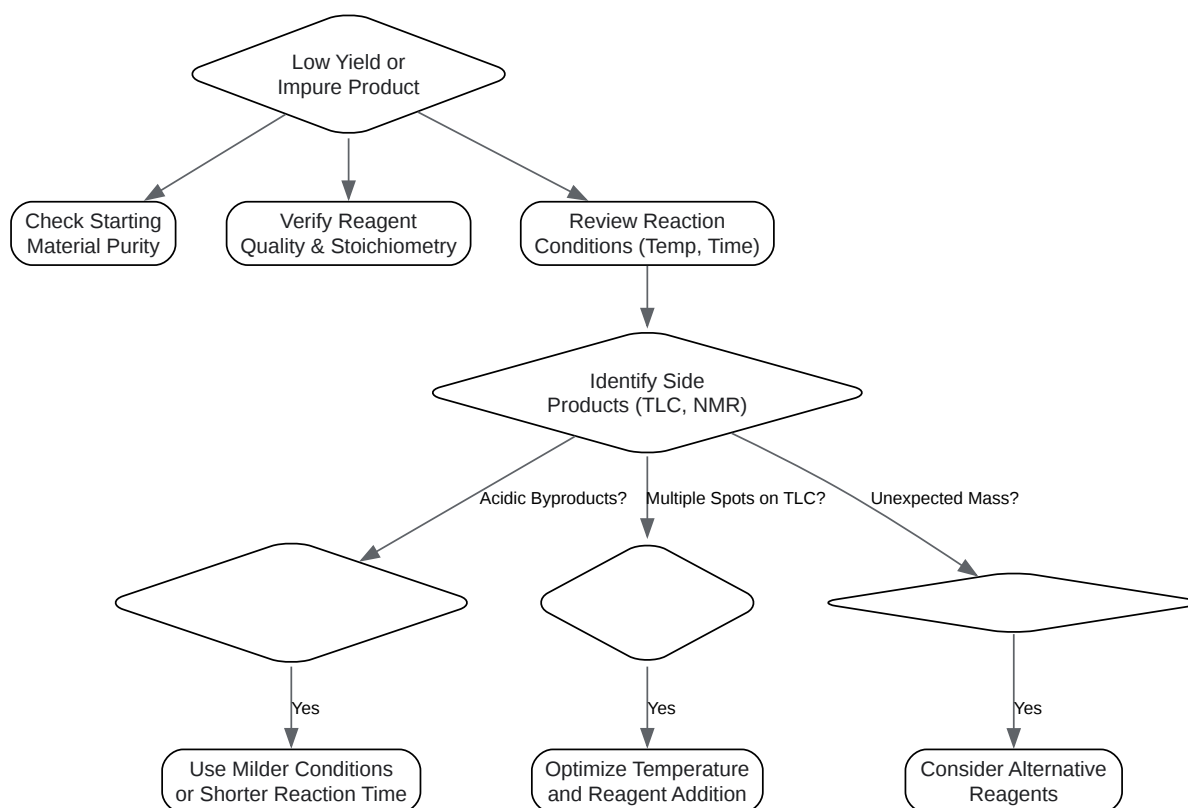 Low Yield or
Impure Product
Check Starting
Material Purity
Verify Reagent
Quality & Stoichiometry
Review Reaction
Conditions (Temp, Time)
Identify Side
Products (TLC, NMR)
Acidic Byproducts?
Multiple Spots on TLC?
Unexpected Mass?
Yes
Yes
Yes
Use Milder Conditions
or Shorter Reaction Time
Optimize Temperature
and Reagent Addition
Consider Alternative
Reagents